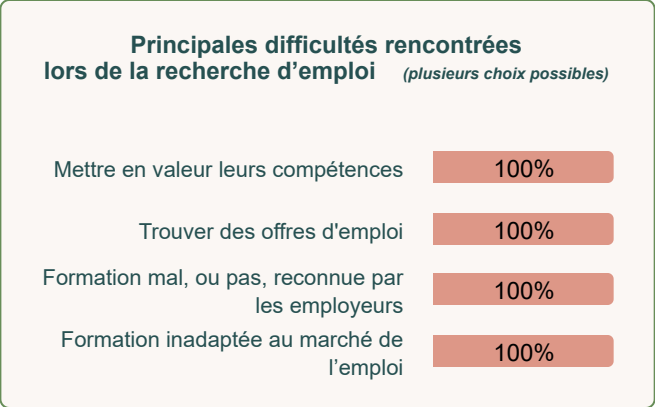 Principales difficultés rencontrées
lors de la recherche d’emploi (plusieurs choix possibles)
Mettre en valeur leurs compétences 100%
Trouver des offres d'emploi 100%
Formation mal, ou pas, reconnue par
les employeurs 100%
Formation inadaptée au marché de
l’emploi 100%